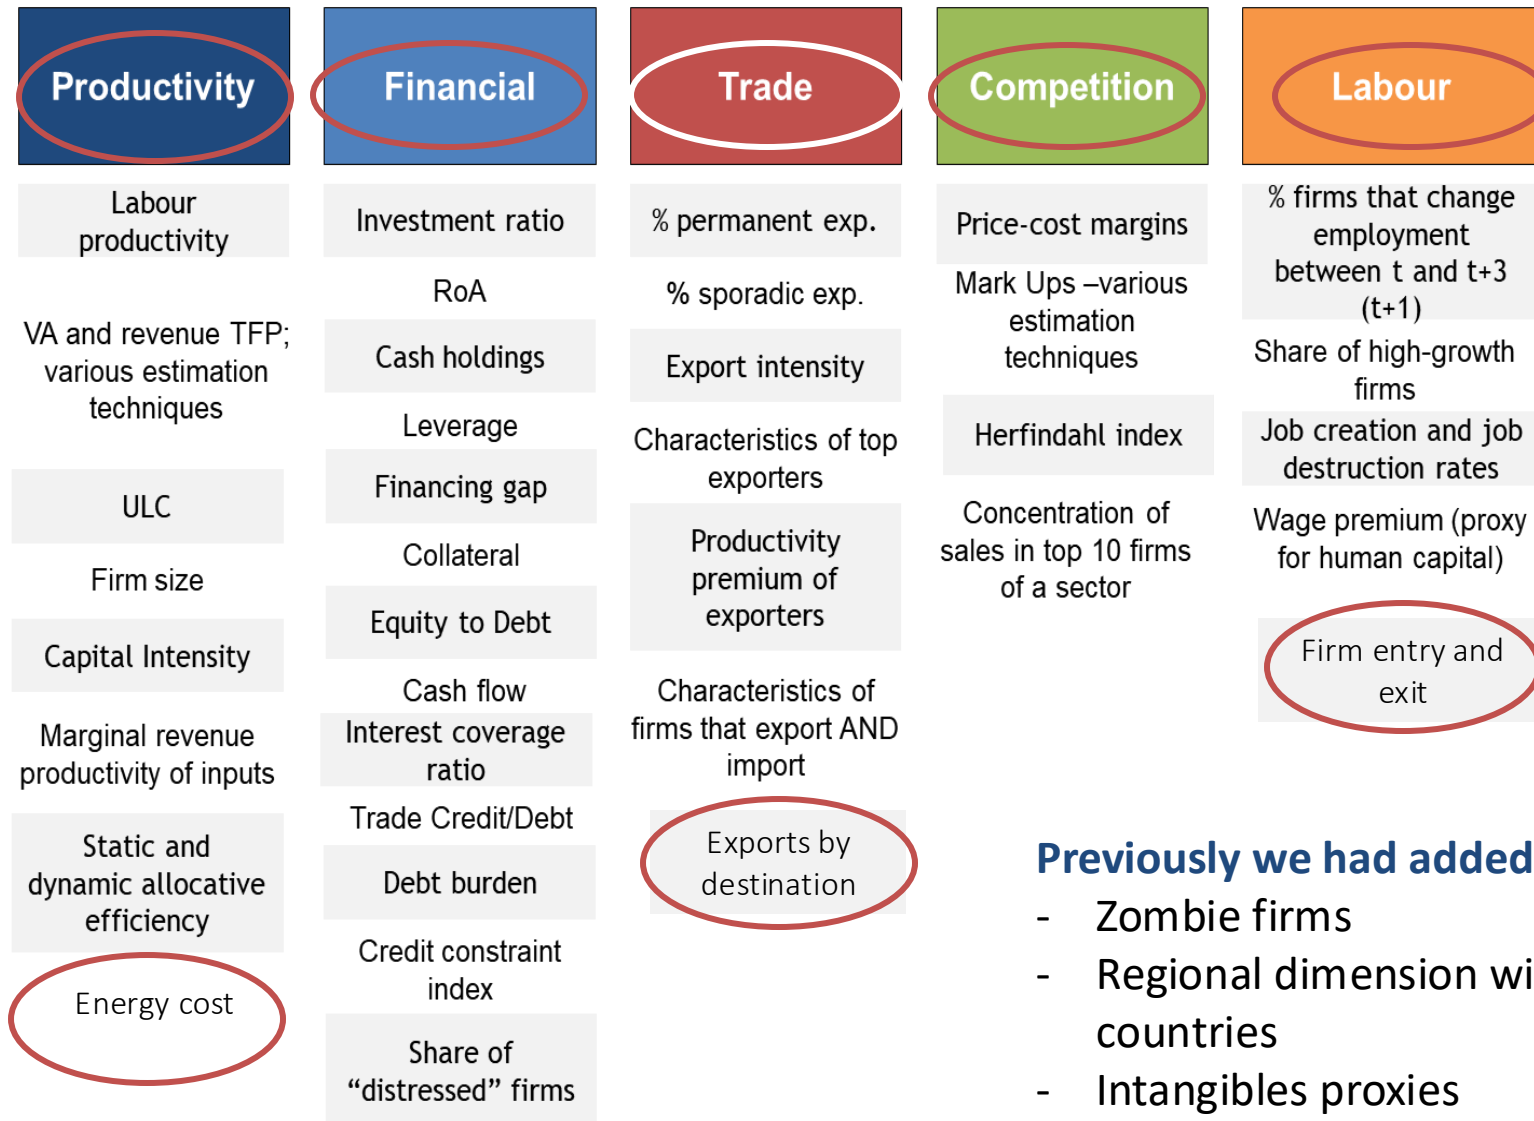 Productivity
Financial
Trade
Competition
Labour
Labour
productivity
VA and revenue TFP;
various estimation
techniques
ULC
Firm size
Capital Intensity
Marginal revenue
productivity of inputs
Static and
dynamic allocative
efficiency
Energy cost
Investment ratio
RoA
Cash holdings
Leverage
Financing gap
Collateral
Equity to Debt
Cash flow
Interest coverage
ratio
Trade Credit/Debt
Debt burden
Credit constraint
index
Share of
“distressed” firms
% permanent exp.
% sporadic exp.
Export intensity
Characteristics of top
exporters
Productivity
premium of
exporters
Characteristics of
firms that export AND
import
Exports by
destination
Price-cost margins
Mark Ups –various
estimation
techniques
Herfindahl index
Concentration of
sales in top 10 firms
of a sector
% firms that change
employment
between t and t+3
(t+1)
Share of high-growth
firms
Job creation and job
destruction rates
Wage premium (proxy
for human capital)
Firm entry and
exit
Previously we had added
- Zombie firms
- Regional dimension wi
countries
- Intangibles proxies